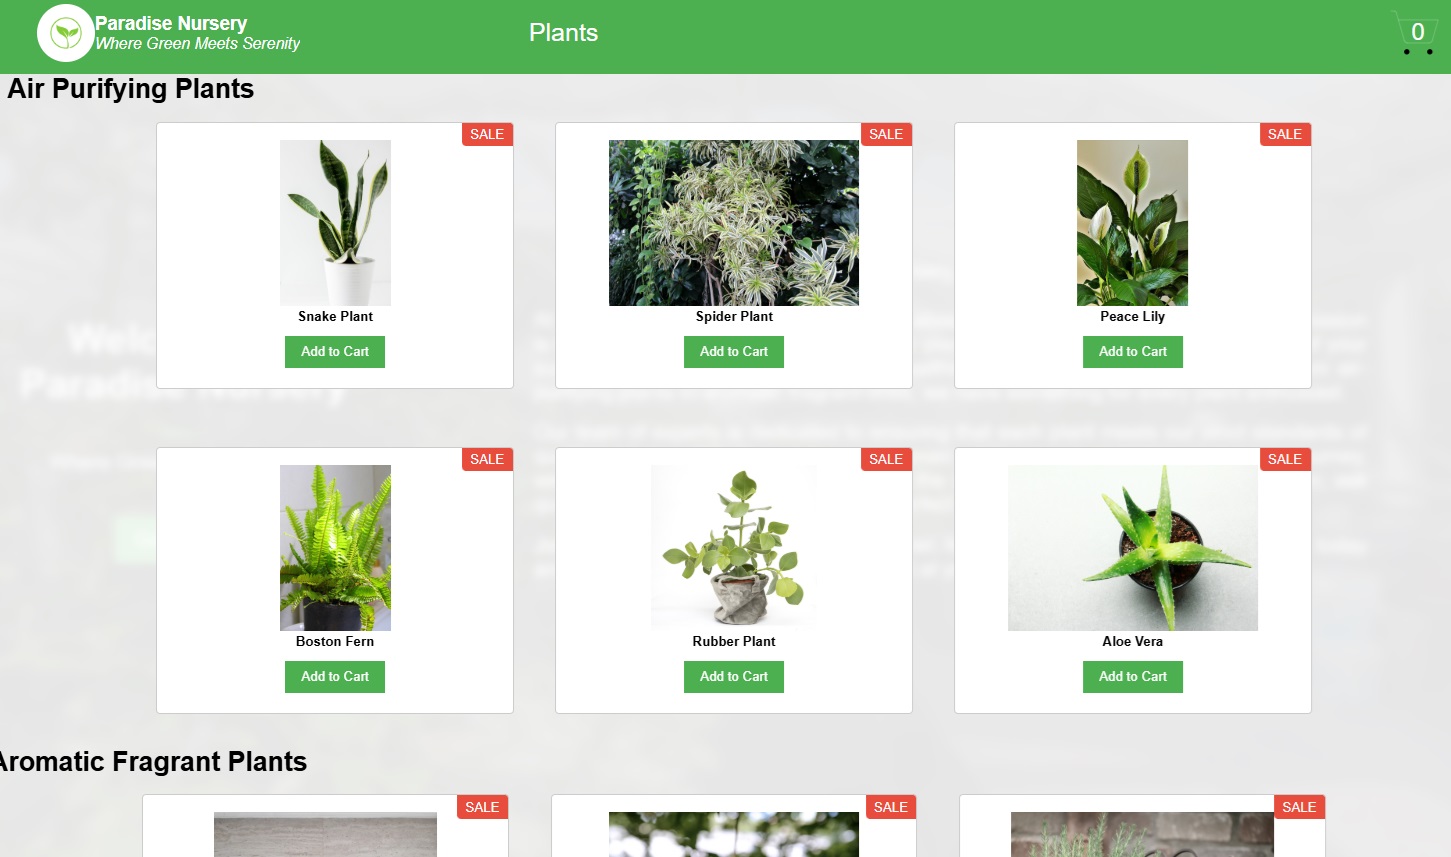 Paradise Nursery
Where Green Meets Serenity
Plants
0
Air Purifying Plants
SALE
SALE
SALE
Snake Plant
Spider Plant
Peace Lily
Add to Cart
Add to Cart
Add to Cart
SALE
SALE
SALE
Boston Fern
Rubber Plant
Aloe Vera
Add to Cart
Add to Cart
Add to Cart
Aromatic Fragrant Plants
SALE
SALE
SALE